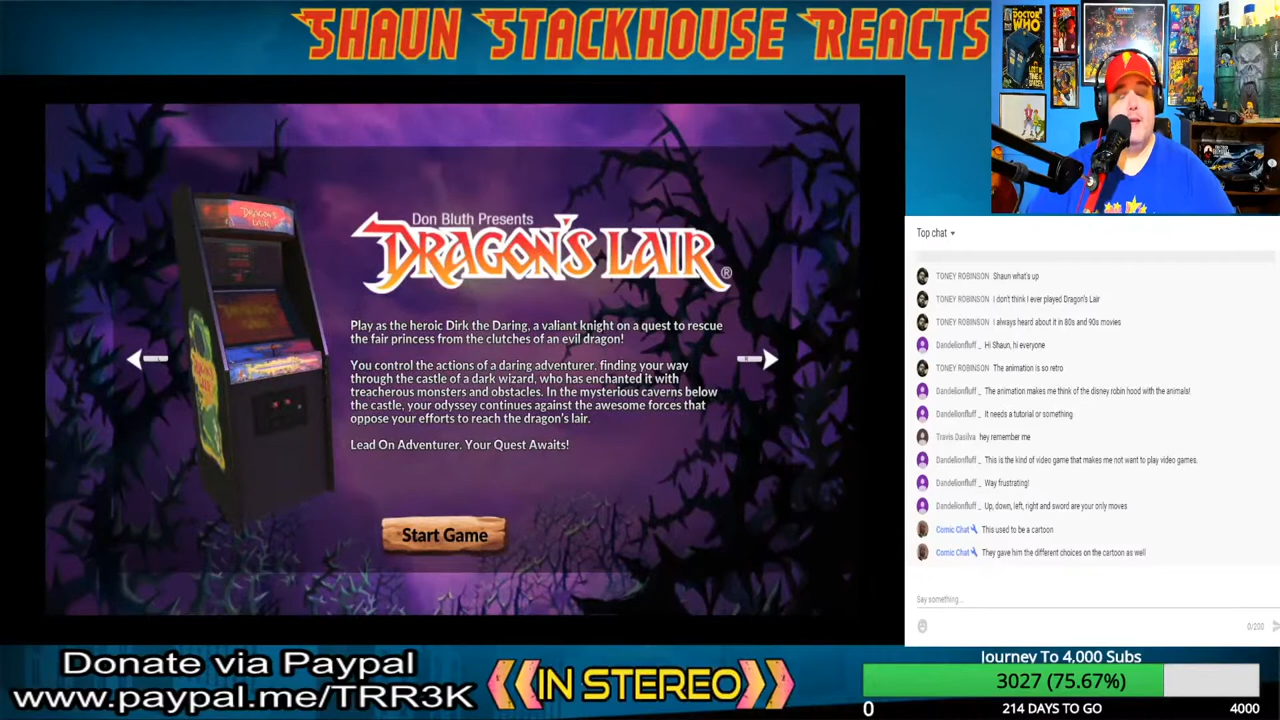 SHAUN STACKHOUSE REACTS
DOCTOR WHO
DRAGON'S LAIR
Don Bluth Presents
DRAGON'S LAIR®
Play as the heroic Dirk the Daring, a valiant knight on a quest to rescue
the fair princess from the clutches of an evil dragon!
You control the actions of a daring adventurer, finding your way
through the castle of a dark wizard, who has enchanted it with
treacherous monsters and obstacles. In the mysterious caverns below
the castle, your odyssey continues against the awesome forces that
oppose your efforts to reach the dragon's lair.
Lead On Adventurer. Your Quest Awaits!
Start Game
Top chat
TONEY ROBINSON Shaun what's up
TONEY ROBINSON I don't think I ever played Dragon's Lair
TONEY ROBINSON I always heard about it in 80s and 90s movies
Dandelionfluff _ Hi Shaun, hi everyone
TONEY ROBINSON The animation is so retro
Dandelionfluff _ The animation makes me think of the disney robin hood with the animals!
Dandelionfluff _ It needs a tutorial or something
Travis Dasilva hey remember me
Dandelionfluff _ This is the kind of video game that makes me not want to play video games.
Dandelionfluff _ Way frustrating!
Dandelionfluff _ Up, down, left, right and sword are your only moves
Comic Chat This used to be a cartoon
Comic Chat They gave him the different choices on the cartoon as well
Say something...
0/200
Donate via Paypal
www.paypal.me/TRR3K
IN STEREO
Journey To 4,000 Subs
3027 (75.67%)
0
214 DAYS TO GO
4000